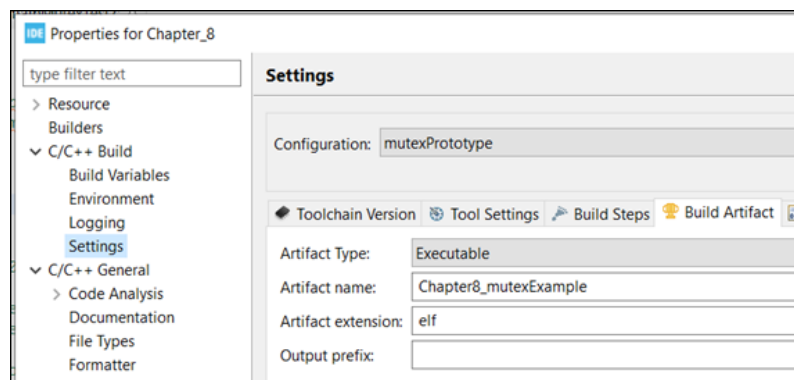 IDE Properties for Chapter_8
type filter text
Resource
Builders
C/C++ Build
Build Variables
Environment
Logging
Settings
C/C++ General
Code Analysis
Documentation
File Types
Formatter
Settings
Configuration: mutexPrototype
Toolchain Version Tool Settings Build Steps Build Artifact
Artifact Type: Executable
Artifact name: Chapter8_mutexExample
Artifact extension: elf
Output prefix: